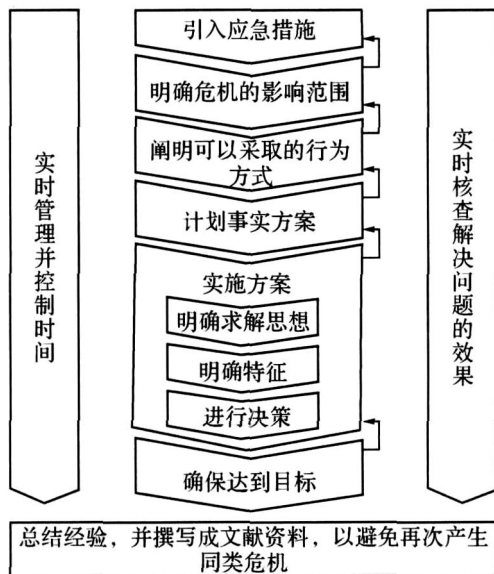 引入应急措施
明确危机的影响范围
阐明可以采取的行为
方式
计划事实方案
实施方案
明确求解思想
明确特征
进行决策
确保达到目标
实时管理并控制时间
实时核查解决问题的效果
总结经验，并撰写成文献资料，以避免再次产生
同类危机